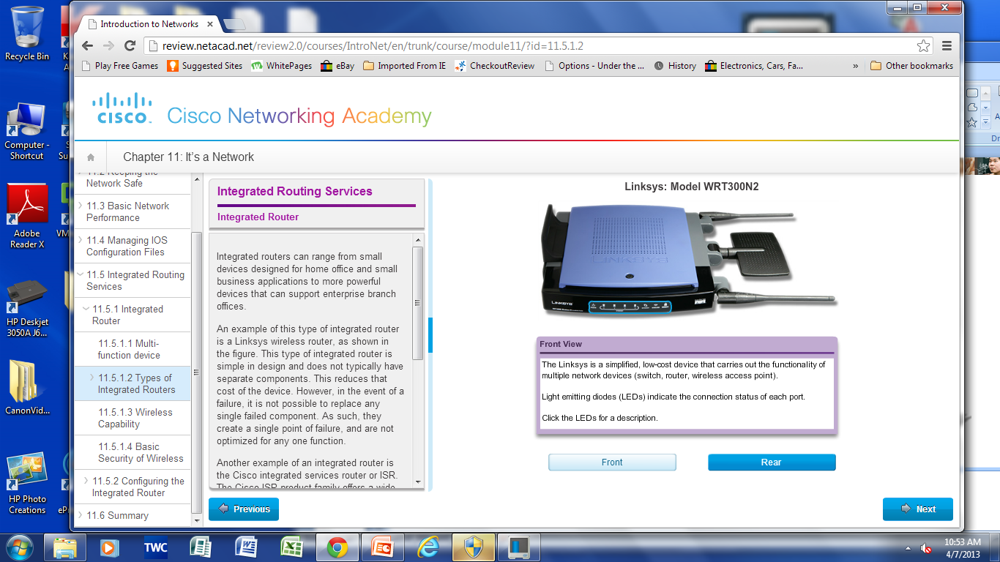 Recycle Bin
Computer -
Shortcut
Adobe
Reader X
HP Deskjet
3050A J6...
CanonVid...
HP Photo
Creations
Introduction to Networks
review.netacad.net/review2.0/courses/IntroNet/en/trunk/course/module11/?id=11.5.1.2
Play Free Games
Suggested Sites
WhitePages
eBay
Imported From IE
CheckoutReview
Options - Under the ...
History
Electronics, Cars, Fa...
»
Other bookmarks
CISCO
Cisco Networking Academy
Chapter 11: It's a Network
11.2 Keeping the
Network Safe
11.3 Basic Network
Performance
11.4 Managing IOS
Configuration Files
11.5 Integrated Routing
Services
11.5.1 Integrated
Router
11.5.1.1 Multi-
function device
11.5.1.2 Types of
Integrated Routers
11.5.1.3 Wireless
Capability
11.5.1.4 Basic
Security of Wireless
11.5.2 Configuring the
Integrated Router
11.6 Summary
Integrated Routing Services
Integrated Router
Integrated routers can range from small
devices designed for home office and small
business applications to more powerful
devices that can support enterprise branch
offices.
An example of this type of integrated router
is a Linksys wireless router, as shown in
the figure. This type of integrated router is
simple in design and does not typically have
separate components. This reduces that
cost of the device. However, in the event of a
failure, it is not possible to replace any
single failed component. As such, they
create a single point of failure, and are not
optimized for any one function.
Another example of an integrated router is
the Cisco integrated services router or ISR.
The Cisco ISR product family offers a wide
Previous
Linksys: Model WRT300N2
LINKSYS
LINKSYS
Front View
The Linksys is a simplified, low-cost device that carries out the functionality of
multiple network devices (switch, router, wireless access point).
Light emitting diodes (LEDs) indicate the connection status of each port.
Click the LEDs for a description.
Front
Rear
Next
TWC
10:53 AM
4/7/2013